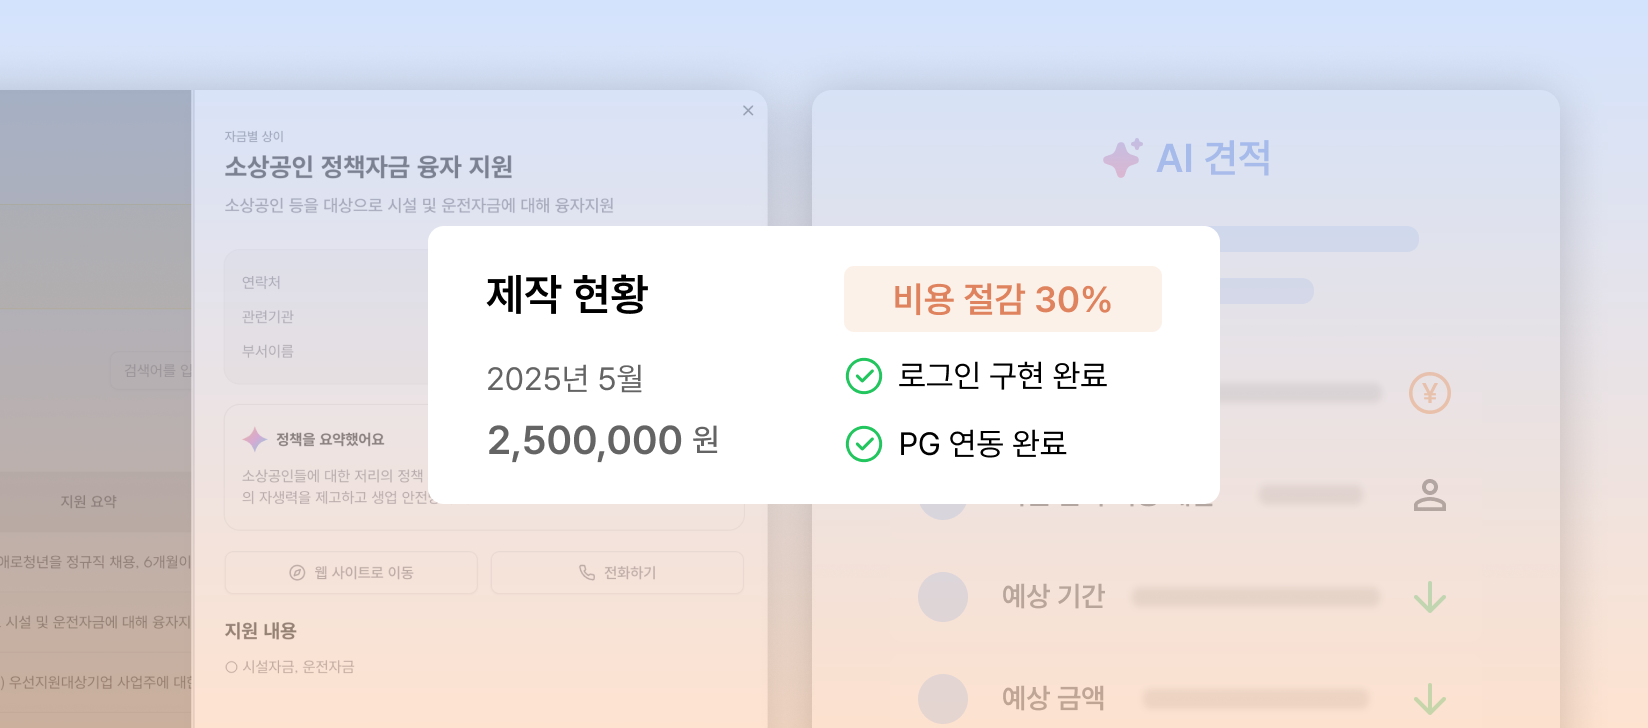 자금별 상이
소상공인 정책자금 융자 지원
소상공인 등을 대상으로 시설 및 운전자금에 대해 융자지원
연락처
관련기관
부서이름
검색어를 입
정책을 요약했어요
소상공인들에 대한 저리의 정책
의 자생력을 제고하고 생업 안전
지원 요약
애로청년을 정규직 채용, 6개월이
시설 및 운전자금에 대해 융자지
) 우선지원대상기업 사업주에 대한
웹 사이트로 이동
전화하기
지원 내용
○ 시설자금, 운전자금
제작 현황
2025년 5월
2,500,000 원
비용 절감 30%
로그인 구현 완료
PG 연동 완료
AI 견적
예상 기간
예상 금액